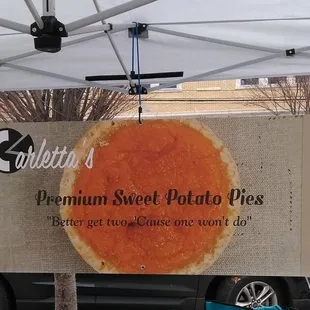 Carletta's
Premium Sweet Potato Pies
"Better get two, 'Cause one won't do"